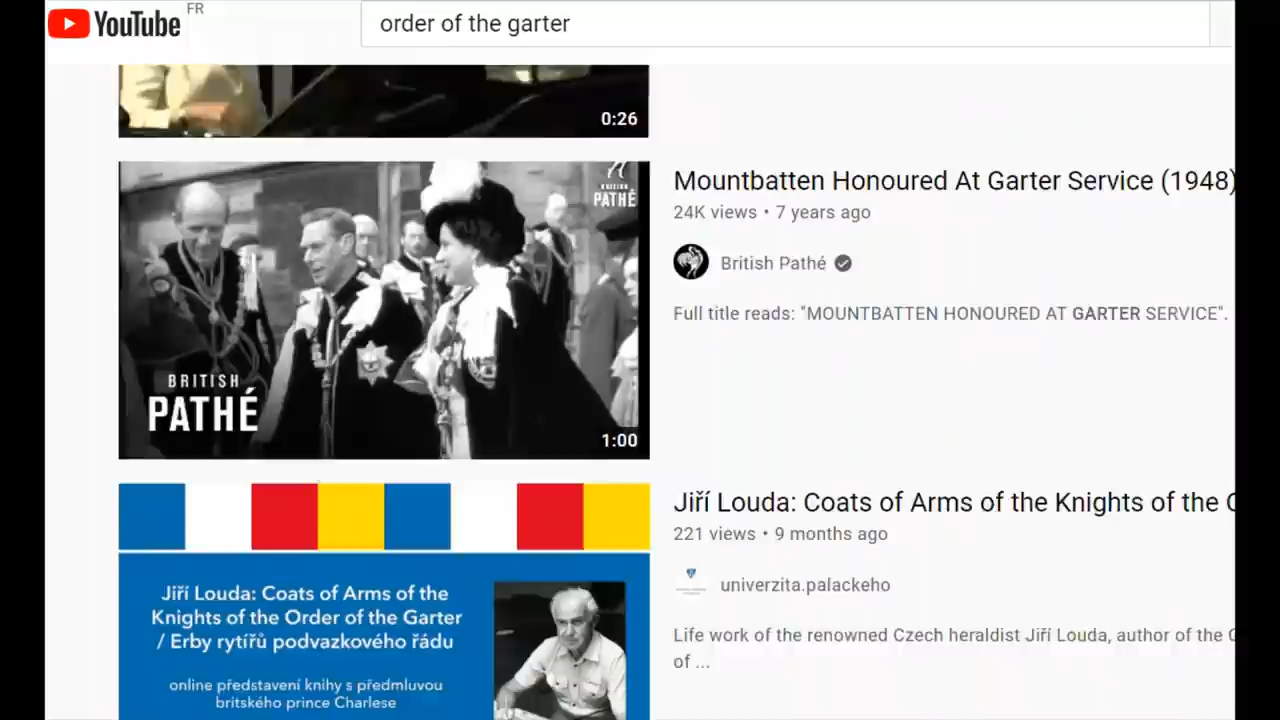 YouTube FR
order of the garter
0:26
BRITISH
PATHÉ
BRITISH
PATHÉ
1:00
Mountbatten Honoured At Garter Service (1948)
24K views • 7 years ago
British Pathé
Full title reads: "MOUNTBATTEN HONOURED AT GARTER SERVICE".
Jiří Louda: Coats of Arms of the
Knights of the Order of the Garter
/ Erby rytířů podvazkového řádu
online představení knihy s předmluvou
britského prince Charlese
Jiří Louda: Coats of Arms of the Knights of the
221 views • 9 months ago
univerzita.palackeho
Life work of the renowned Czech heraldist Jiří Louda, author of the
of ...